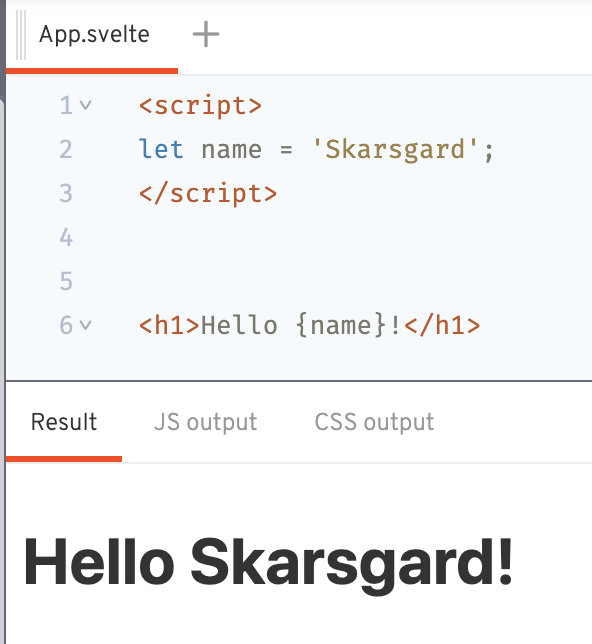 App.svelte +
1 <script>
2 let name = 'Skarsgard';
3 </script>
4
5
6 <h1>Hello {name}!</h1>
Result JS output CSS output
Hello Skarsgard!